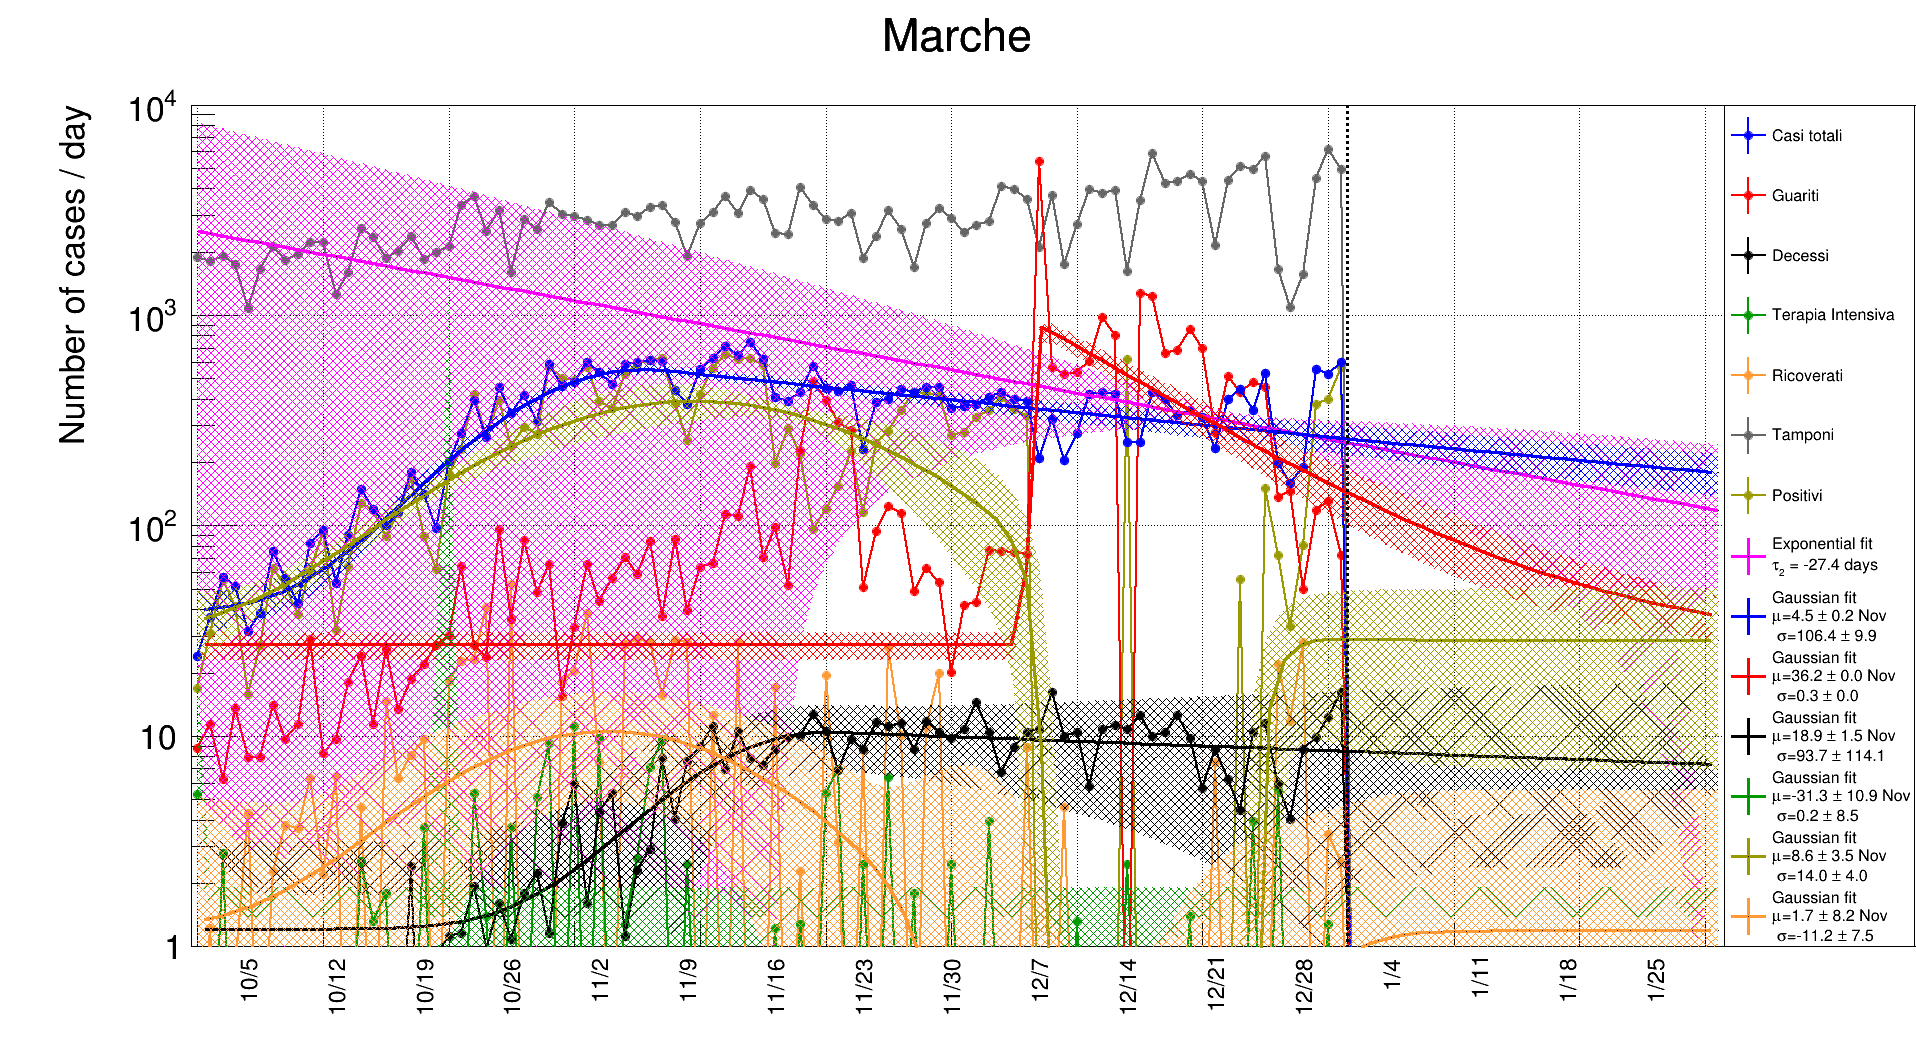 Marche
Number of cases / day
10⁴
10³
10²
10
1
10/5
10/12
10/19
10/26
11/2
11/9
11/16
11/23
11/30
12/7
12/14
12/21
12/28
1/4
1/11
1/18
1/25
Casi totali
Guariti
Decessi
Terapia Intensiva
Ricoverati
Tamponi
Positivi
Exponential fit
τ₂ = -27.4 days
Gaussian fit
μ=4.5 ± 0.2 Nov
σ=106.4 ± 9.9
Gaussian fit
μ=36.2 ± 0.0 Nov
σ=0.3 ± 0.0
Gaussian fit
μ=18.9 ± 1.5 Nov
σ=93.7 ± 114.1
Gaussian fit
μ=-31.3 ± 10.9 Nov
σ=0.2 ± 8.5
Gaussian fit
μ=8.6 ± 3.5 Nov
σ=14.0 ± 4.0
Gaussian fit
μ=1.7 ± 8.2 Nov
σ=-11.2 ± 7.5